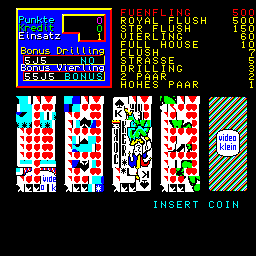 Punkte 0
Kredit 0
Einsatz 1
Bonus Drilling
5J5 NO
Bonus Vierling
55J5 BONUS
FUENFLING 500
ROYAL FLUSH 500
STR FLUSH 150
VIERLING 60
FULL HOUSE 10
FLUSH 7
STRASSE 5
DRILLING 3
2 PAAR 2
HOHES PAAR 1
K
JOKER
video
klein
INSERT COIN